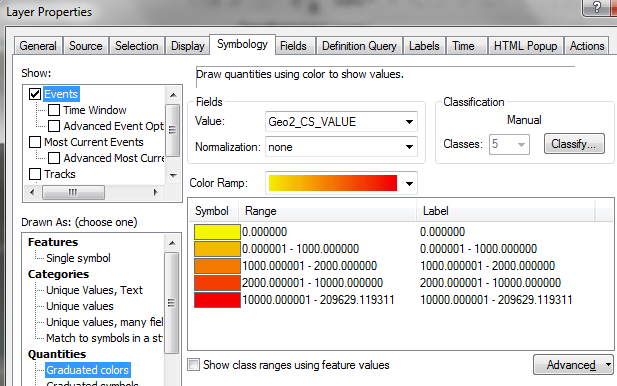 Layer Properties
?
General Source Selection Display Symbology Fields Definition Query Labels Time HTML Popup Actions
Show:
Events
Time Window
Advanced Event Opt
Most Current Events
Advanced Most Curre
Tracks
Drawn As: (choose one)
Features
Single symbol
Categories
Unique Values, Text
Unique values
Unique values, many fiel
Match to symbols in a st
Quantities
Graduated colors
Graduated symbols
Draw quantities using color to show values.
Fields
Value: Geo2_CS_VALUE
Normalization: none
Classification
Manual
Classes: 5 Classify...
Color Ramp:
Symbol Range Label
0.000000 0.000000
0.000001 - 1000.000000 0.000001 - 1000.000000
1000.000001 - 2000.000000 1000.000001 - 2000.000000
2000.000001 - 10000.000000 2000.000001 - 10000.000000
10000.000001 - 209629.119311 10000.000001 - 209629.119311
Show class ranges using feature values
Advanced